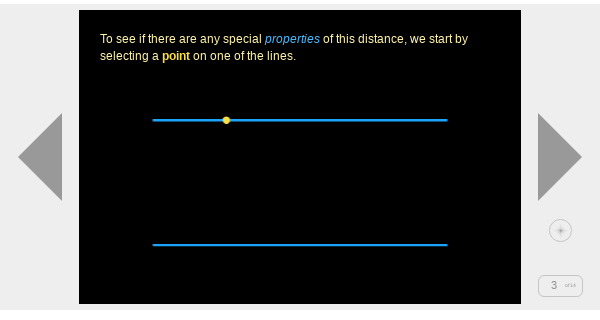 To see if there are any special properties of this distance, we start by
selecting a point on one of the lines.
3 of 14